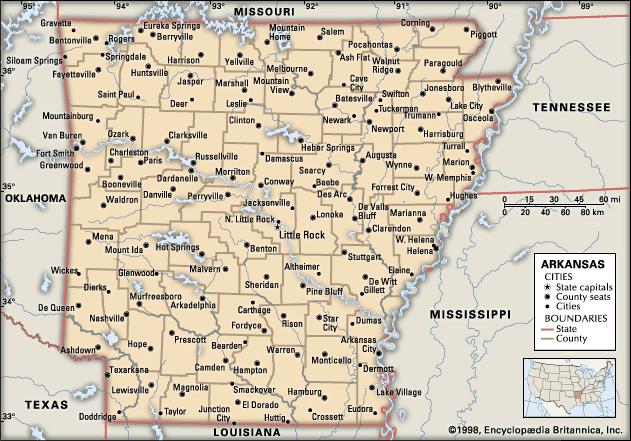 95° 94° 93° 92° 91° 90° 89°
MISSOURI
Gravette
Eureka Springs
Mountain
Home
Corning
Bentonville
Rogers
Berryville
Salem
Piggott
Pocahontas
Siloam Springs
Springdale
Harrison
Yellville
Ash Flat
Walnut
Ridge
Paragould
36°
Fayetteville
Huntsville
Melbourne
Jasper
Marshall
Mountain
View
Cave
City
Swifton
Jonesboro
Blytheville
Saint Paul
Deer
Leslie
Batesville
Tuckerman
Lake City
TENNESSEE
Mountainburg
Clinton
Newark
Trumann
Osceola
Van Buren
Ozark
Clarksville
Newport
Harrisburg
Fort Smith
Charleston
Heber Springs
Turrell
Greenwood
Paris
Russellville
Damascus
Augusta
Marion
Dardanelle
Morrilton
Searcy
Wynne
W. Memphis
35°
Booneville
Conway
Beebe
Forrest City
Danville
Des Arc
Hughes
OKLAHOMA
Waldron
Perryville
Jacksonville
De Valls
Bluff
0 15 30 45 60 mi
0 20 40 60 80 km
N. Little Rock
Lonoke
Marianna
Little Rock
Clarendon
Mena
Mount Ida
Hot Springs
Benton
W. Helena
Helena
Stuttgart
Wickes
Glenwood
Malvern
Altheimer
Elaine
Dierks
Sheridan
De Witt
34°
Murfreesboro
Pine Bluff
Gillett
De Queen
Arkadelphia
Carthage
MISSISSIPPI
Nashville
Rison
Star
City
Dumas
Fordyce
Prescott
Arkansas
City
Ashdown
Hope
Bearden
Warren
Monticello
Texarkana
Camden
Hampton
Dermott
Lewisville
Magnolia
Smackover
Hamburg
Lake Village
TEXAS
El Dorado
33°
Doddridge
Taylor
Junction
City
Huttig
Crossett
Eudora
LOUISIANA
ARKANSAS
CITIES
State capitals
County seats
Cities
BOUNDARIES
State
County
©1998, Encyclopædia Britannica, Inc.